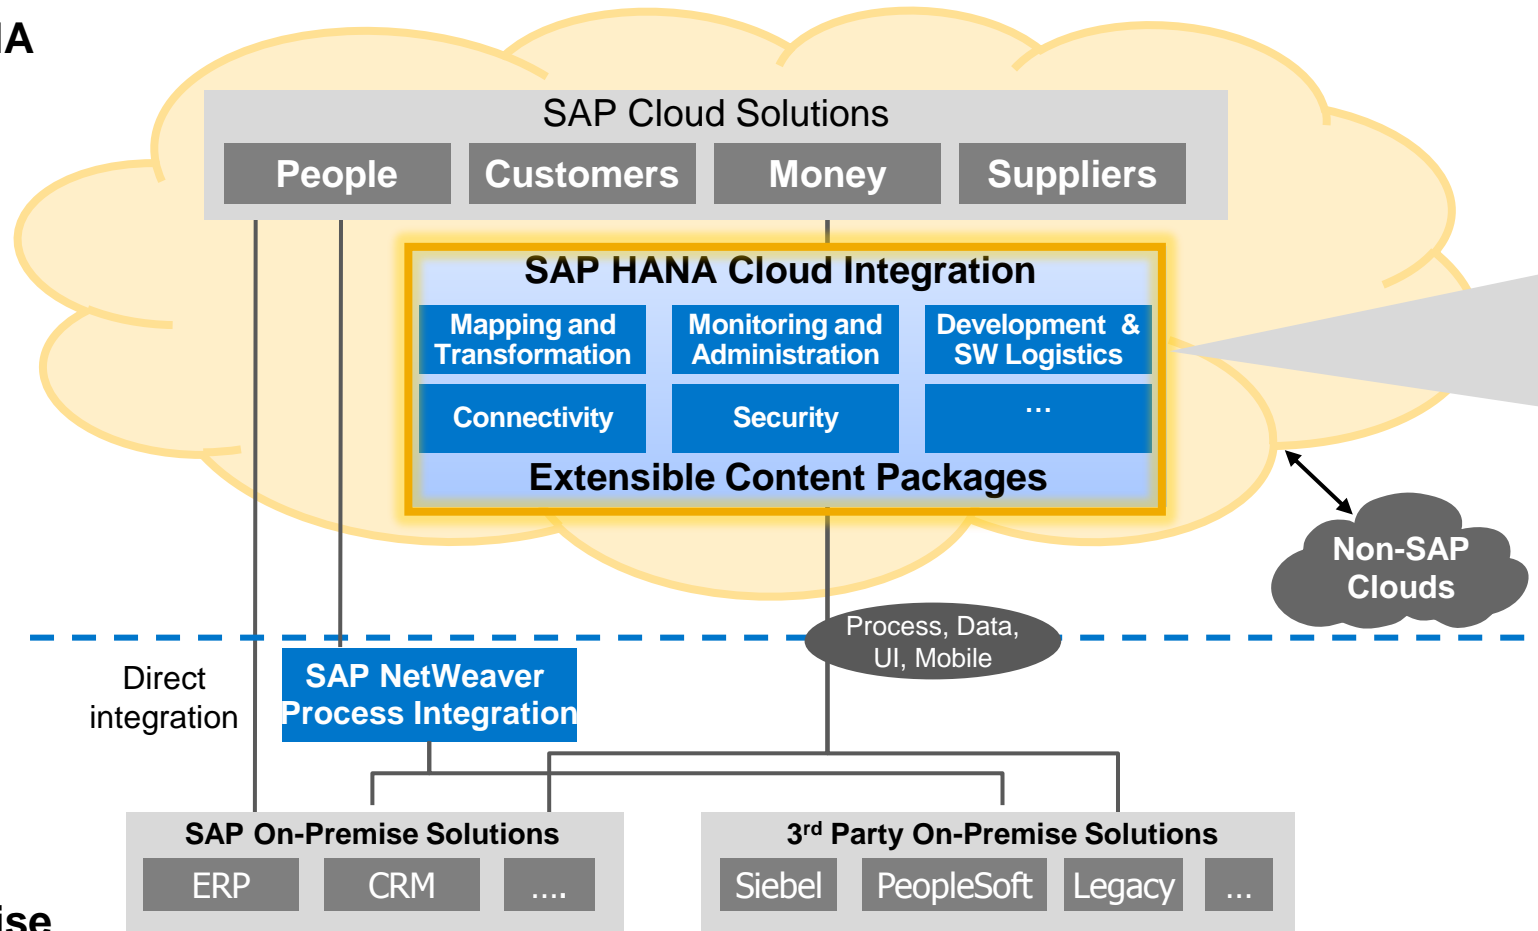 SAP Cloud Solutions
People Customers Money Suppliers
SAP HANA Cloud Integration
Mapping and
Transformation
Monitoring and
Administration
Development &
SW Logistics
Connectivity
Security
...
Extensible Content Packages
Non-SAP
Clouds
Process, Data,
UI, Mobile
Direct
integration
SAP NetWeaver
Process Integration
SAP On-Premise Solutions
ERP CRM ....
3rd Party On-Premise Solutions
Siebel PeopleSoft Legacy ...